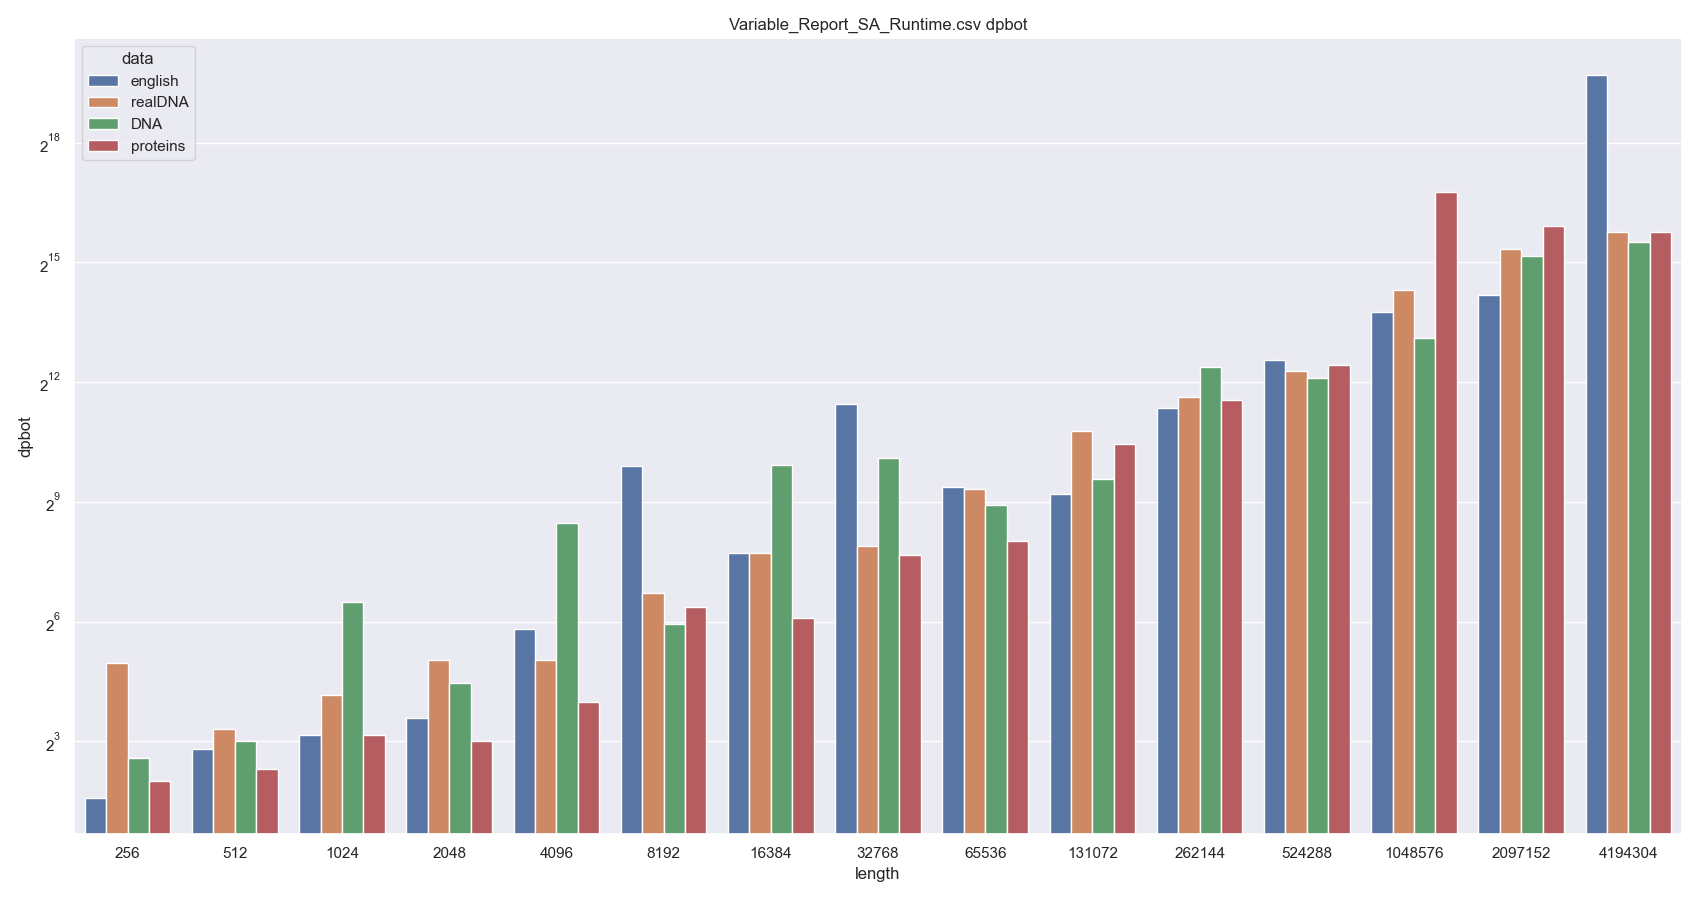 Variable_Report_SA_Runtime.csv dpbot
data
english
realDNA
DNA
proteins
2^18
2^15
2^12
2^9
2^6
2^3
dpbot
256 512 1024 2048 4096 8192 16384 32768 65536 131072 262144 524288 1048576 2097152 4194304
length